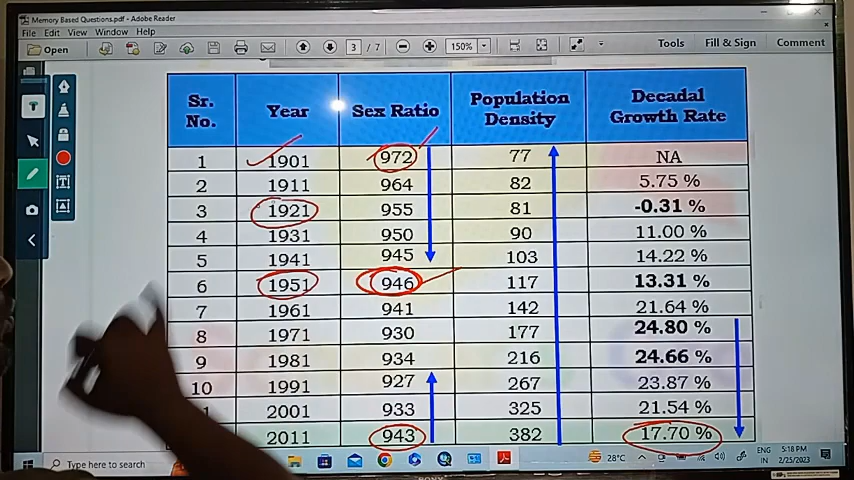 Memory Based Questions.pdf - Adobe Reader
File Edit View Window Help
Open 3 / 7 150% Tools Fill & Sign Comment
Sr. No. Year Sex Ratio Population Density Decadal Growth Rate
1 1901 972 77 NA
2 1911 964 82 5.75 %
3 1921 955 81 -0.31 %
4 1931 950 90 11.00 %
5 1941 945 103 14.22 %
6 1951 946 117 13.31 %
7 1961 941 142 21.64 %
8 1971 930 177 24.80 %
9 1981 934 216 24.66 %
10 1991 927 267 23.87 %
1 2001 933 325 21.54 %
2011 943 382 17.70 %
Type here to search 28°C ENG IN 5:18 PM 2/25/2023
SONY